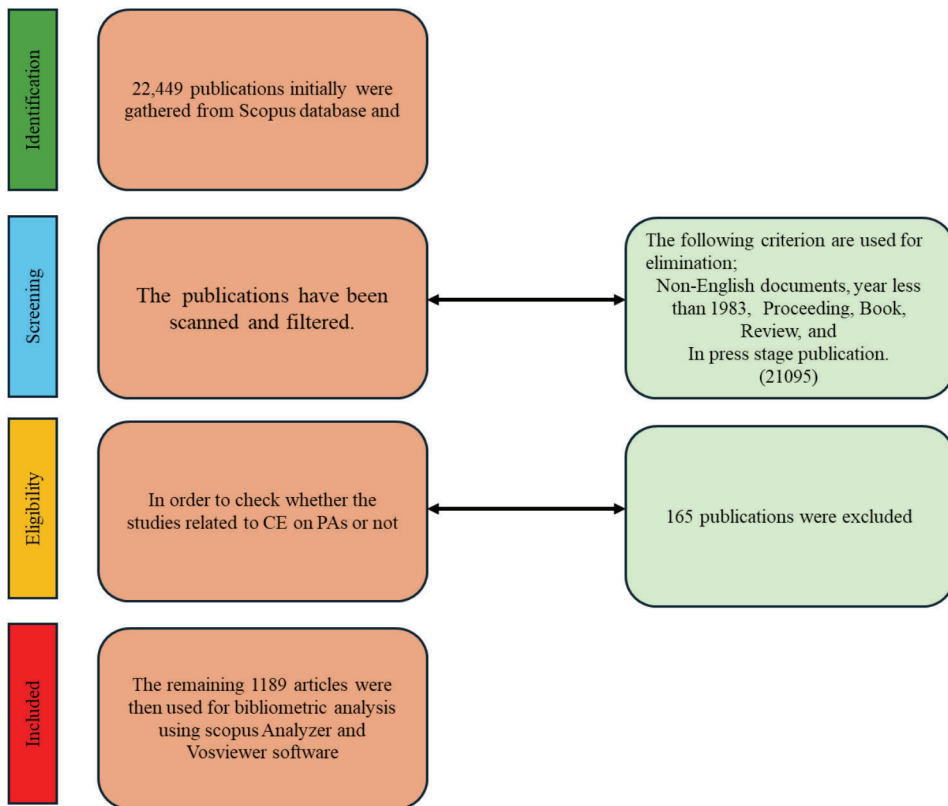 Identification
22,449 publications initially were
gathered from Scopus database and
Screening
The publications have been
scanned and filtered.
The following criterion are used for
elimination;
Non-English documents, year less
than 1983, Proceeding, Book,
Review, and
In press stage publication.
(21095)
Eligibility
In order to check whether the
studies related to CE on PAs or not
165 publications were excluded
Included
The remaining 1189 articles were
then used for bibliometric analysis
using scopus Analyzer and
Vosviewer software